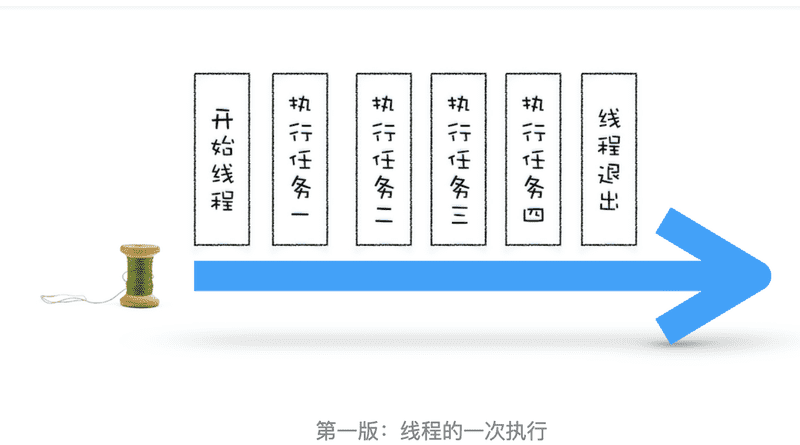 开始线程
执行任务一
执行任务二
执行任务三
执行任务四
线程退出
第一版：线程的一次执行